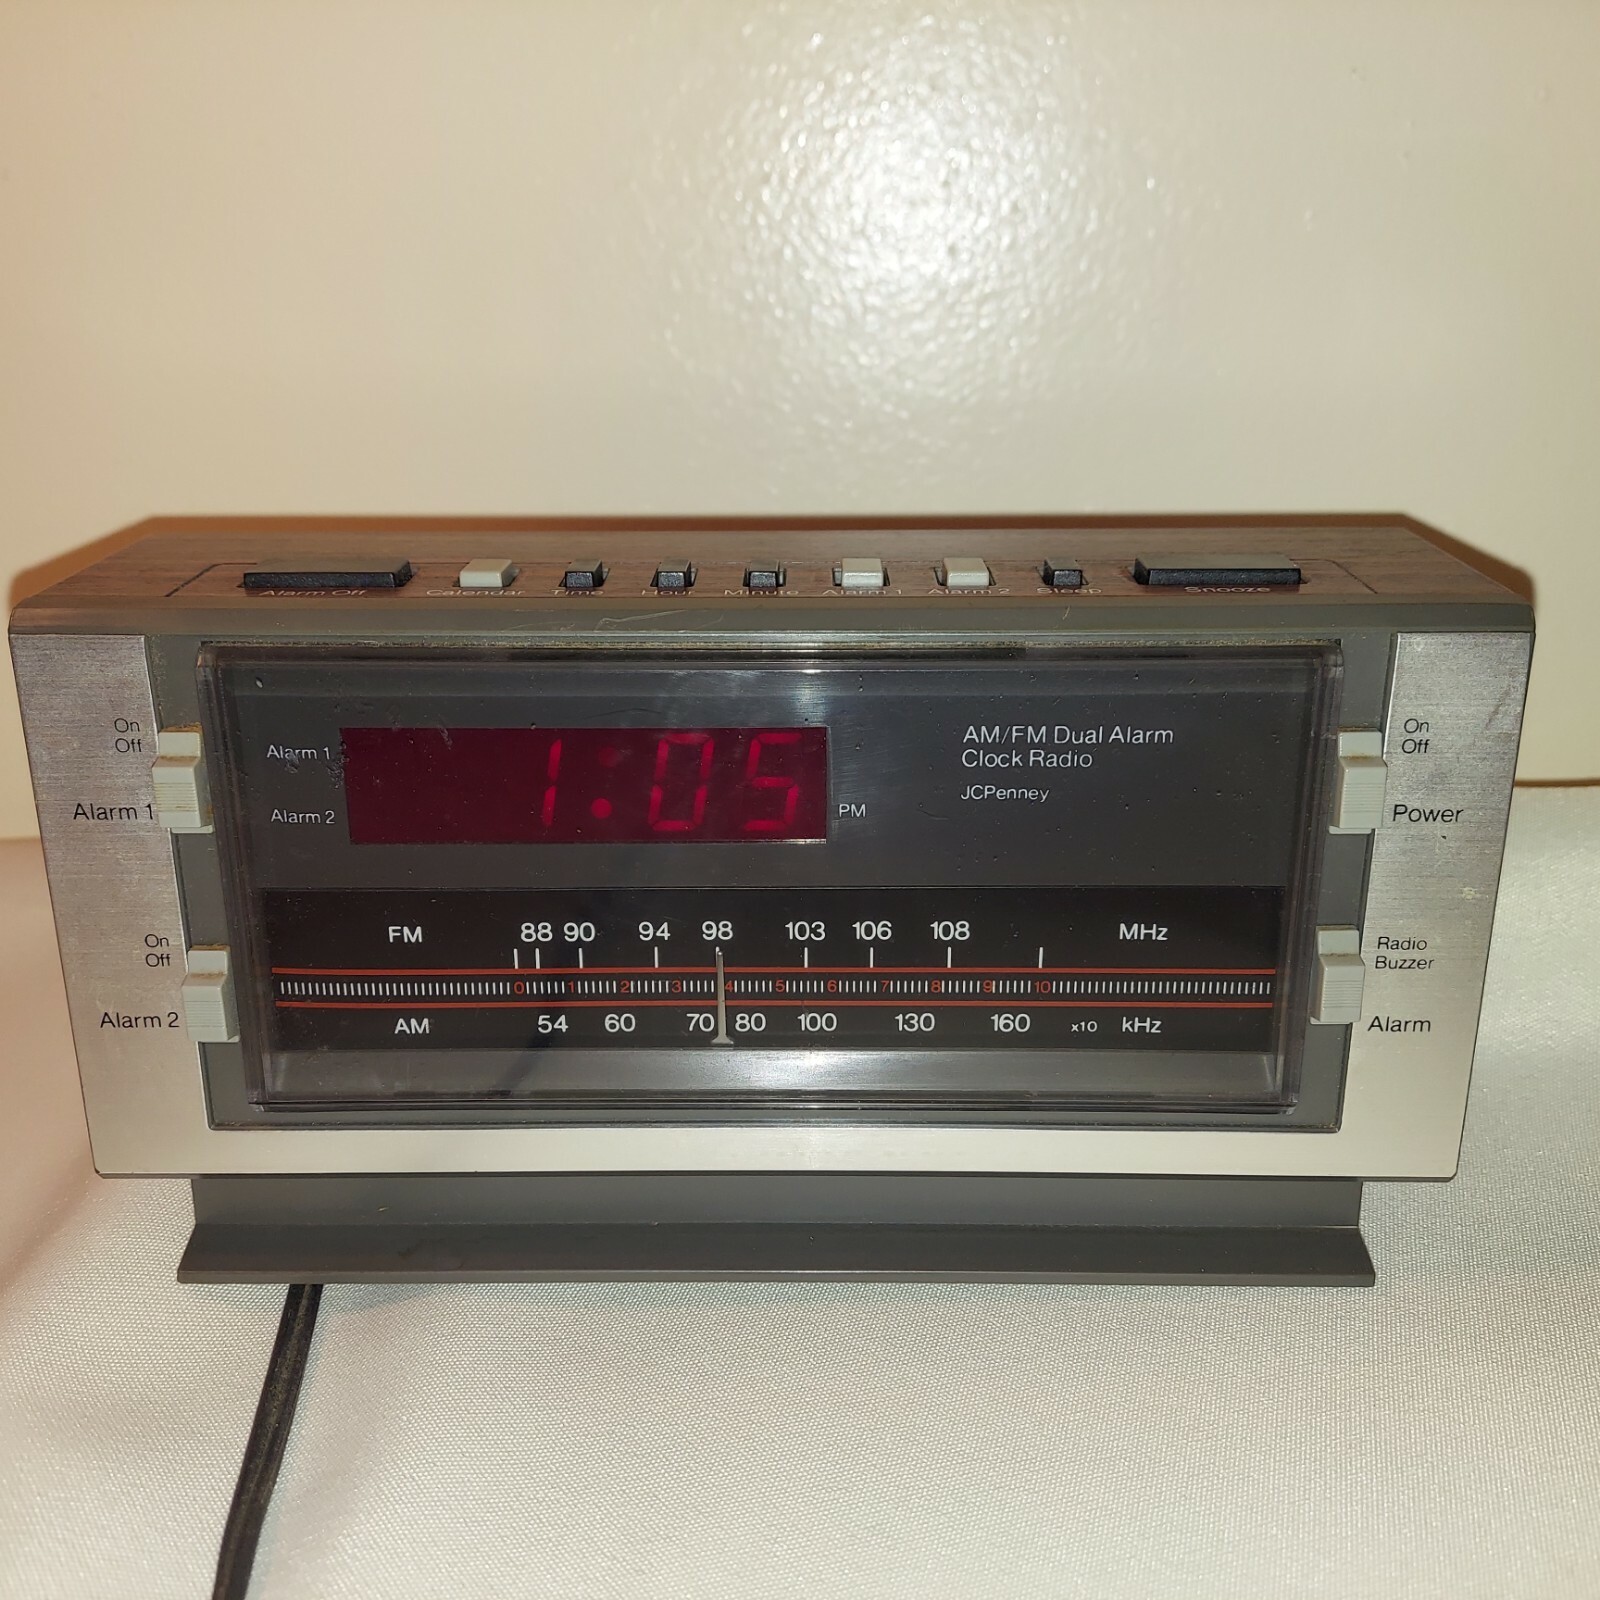 Alarm Off Calendar Time Hour Minute Alarm 1 Alarm 2 Sleep Snooze
On
Off
Alarm 1
On
Off
Alarm 2
Alarm 1
Alarm 2
1:05
PM
AM/FM Dual Alarm
Clock Radio
JCPenney
FM 88 90 94 98 103 106 108 MHz
0 1 2 3 4 5 6 7 8 9 10
AM 54 60 70 80 100 130 160 x10 kHz
On
Off
Power
Radio
Buzzer
Alarm